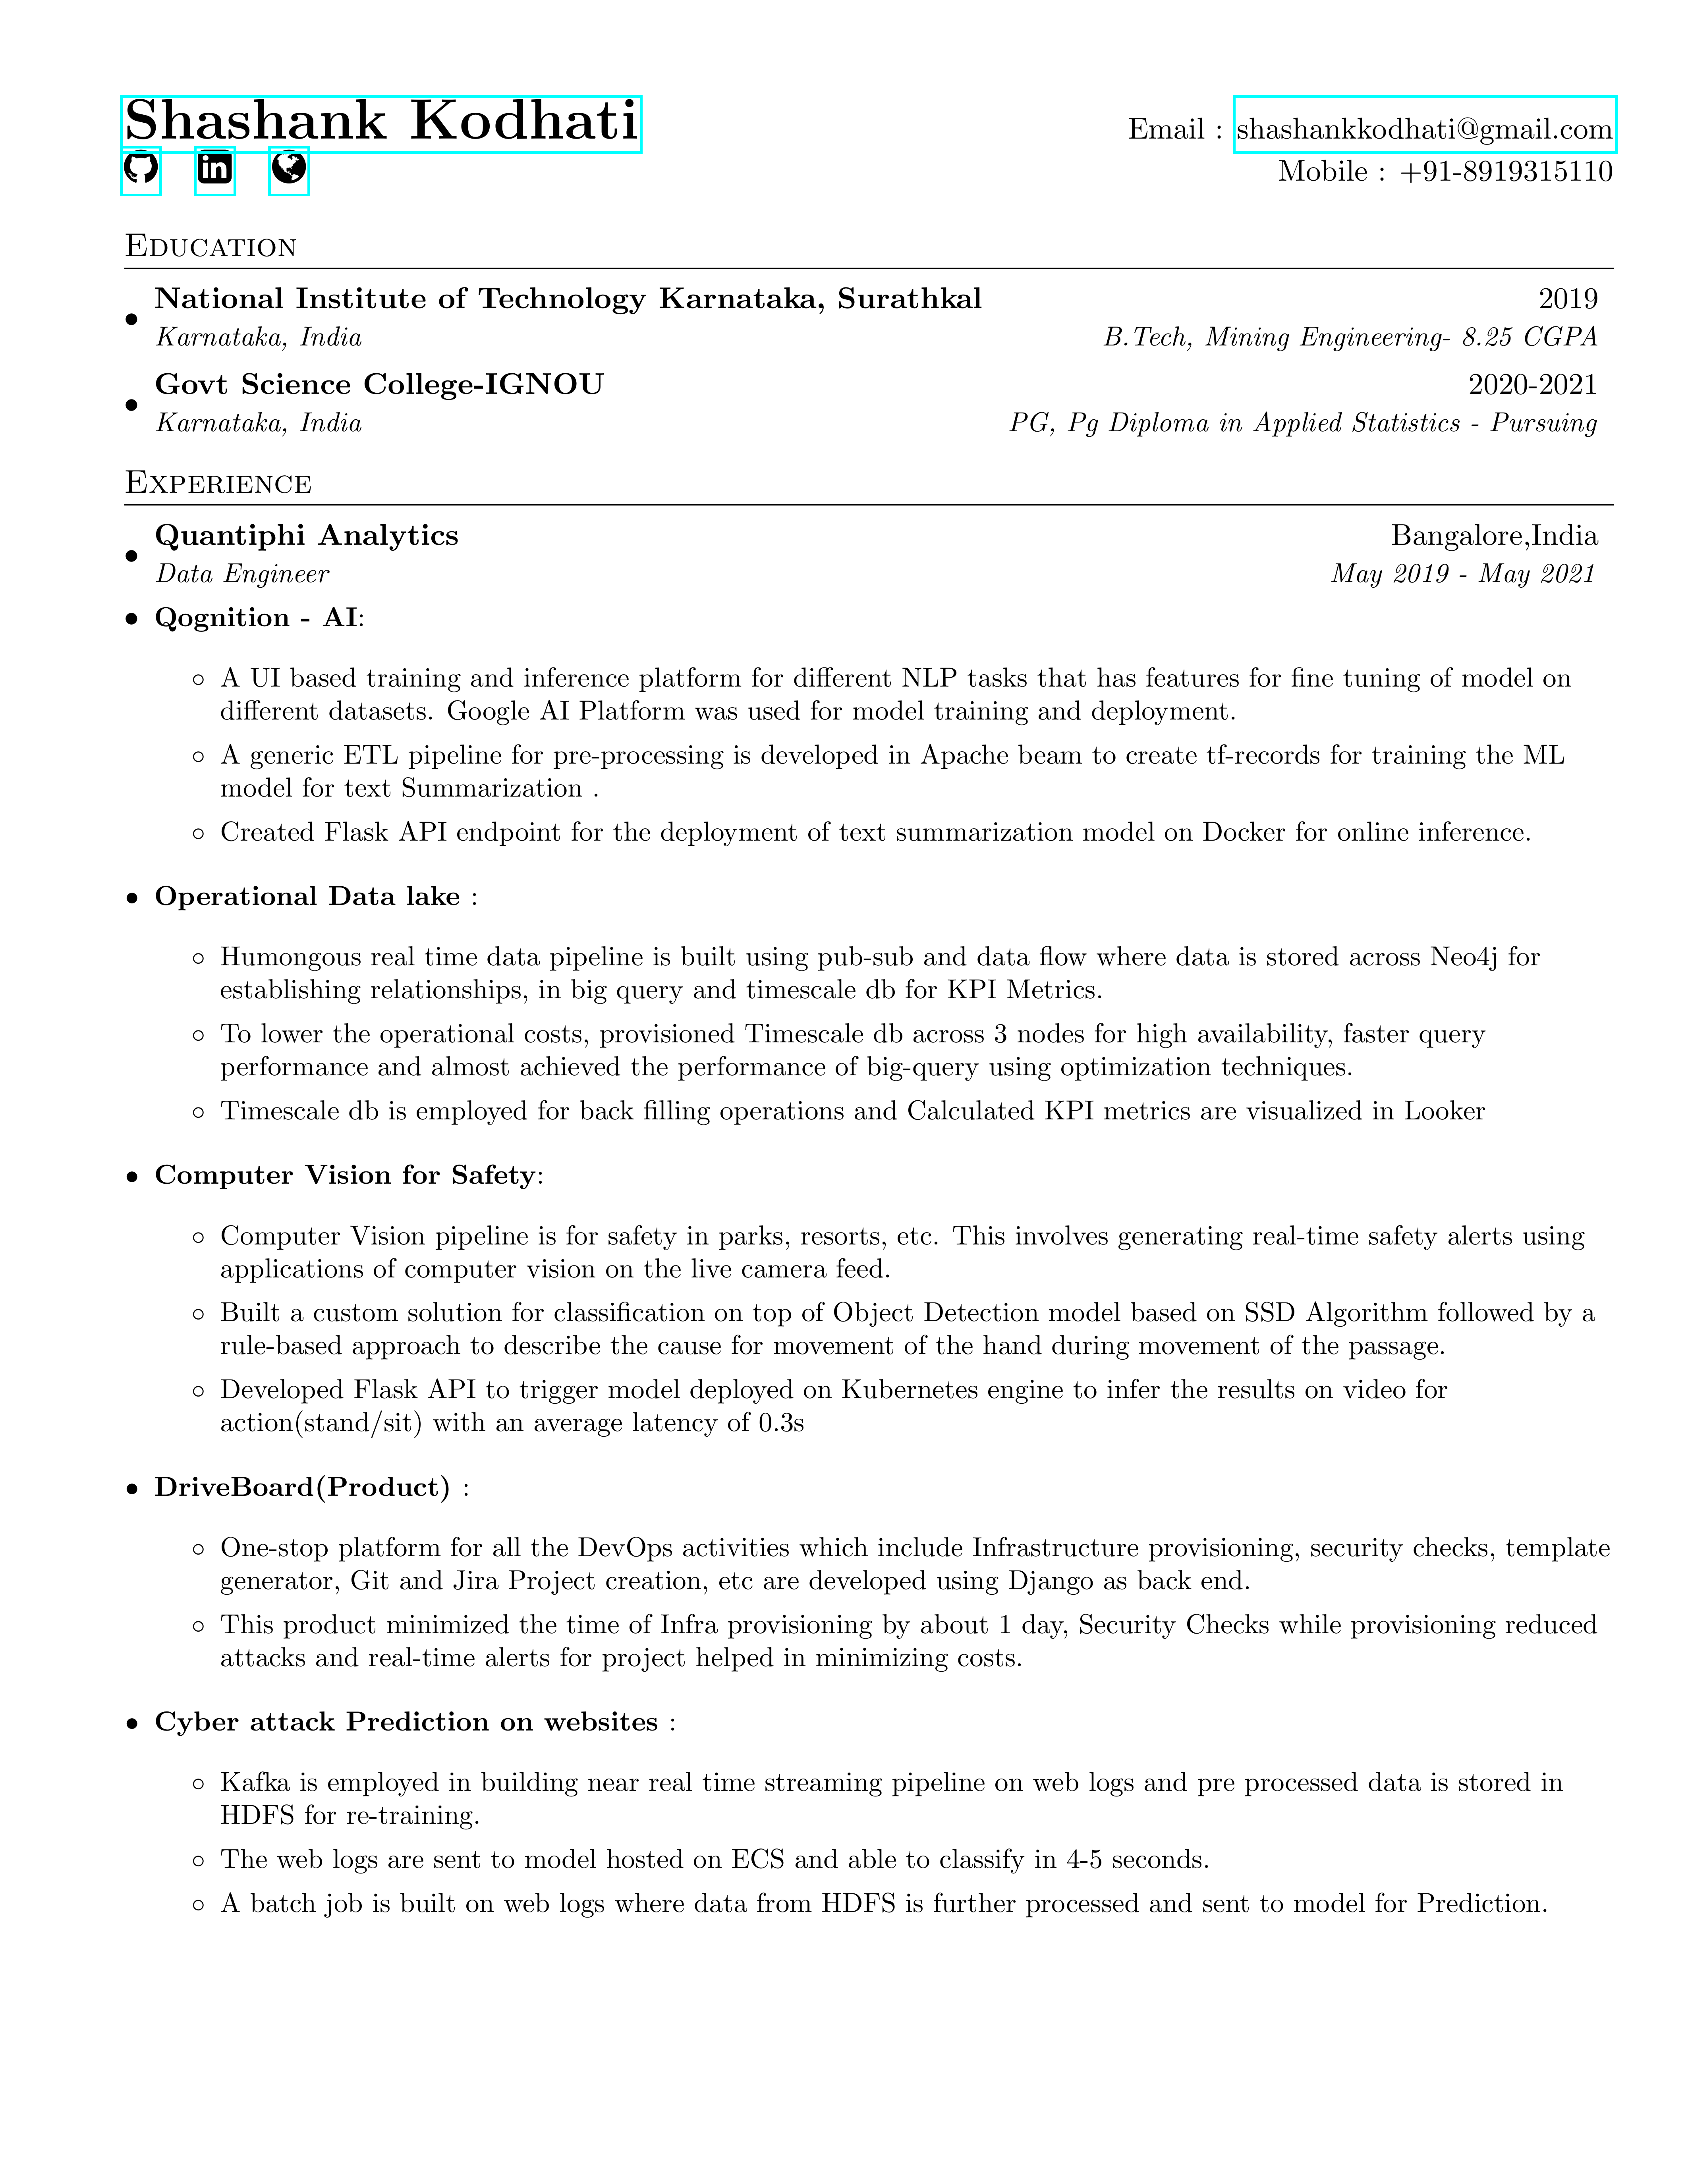 Shashank Kodhati
Email : shashankkodhati@gmail.com
Mobile : +91-8919315110
Education
• National Institute of Technology Karnataka, Surathkal 2019
Karnataka, India B.Tech, Mining Engineering- 8.25 CGPA
• Govt Science College-IGNOU 2020-2021
Karnataka, India PG, Pg Diploma in Applied Statistics - Pursuing
Experience
• Quantiphi Analytics Bangalore,India
Data Engineer May 2019 - May 2021
• Qognition - AI:
◦ A UI based training and inference platform for different NLP tasks that has features for fine tuning of model on
different datasets. Google AI Platform was used for model training and deployment.
◦ A generic ETL pipeline for pre-processing is developed in Apache beam to create tf-records for training the ML
model for text Summarization .
◦ Created Flask API endpoint for the deployment of text summarization model on Docker for online inference.
• Operational Data lake :
◦ Humongous real time data pipeline is built using pub-sub and data flow where data is stored across Neo4j for
establishing relationships, in big query and timescale db for KPI Metrics.
◦ To lower the operational costs, provisioned Timescale db across 3 nodes for high availability, faster query
performance and almost achieved the performance of big-query using optimization techniques.
◦ Timescale db is employed for back filling operations and Calculated KPI metrics are visualized in Looker
• Computer Vision for Safety:
◦ Computer Vision pipeline is for safety in parks, resorts, etc. This involves generating real-time safety alerts using
applications of computer vision on the live camera feed.
◦ Built a custom solution for classification on top of Object Detection model based on SSD Algorithm followed by a
rule-based approach to describe the cause for movement of the hand during movement of the passage.
◦ Developed Flask API to trigger model deployed on Kubernetes engine to infer the results on video for
action(stand/sit) with an average latency of 0.3s
• DriveBoard(Product) :
◦ One-stop platform for all the DevOps activities which include Infrastructure provisioning, security checks, template
generator, Git and Jira Project creation, etc are developed using Django as back end.
◦ This product minimized the time of Infra provisioning by about 1 day, Security Checks while provisioning reduced
attacks and real-time alerts for project helped in minimizing costs.
• Cyber attack Prediction on websites :
◦ Kafka is employed in building near real time streaming pipeline on web logs and pre processed data is stored in
HDFS for re-training.
◦ The web logs are sent to model hosted on ECS and able to classify in 4-5 seconds.
◦ A batch job is built on web logs where data from HDFS is further processed and sent to model for Prediction.